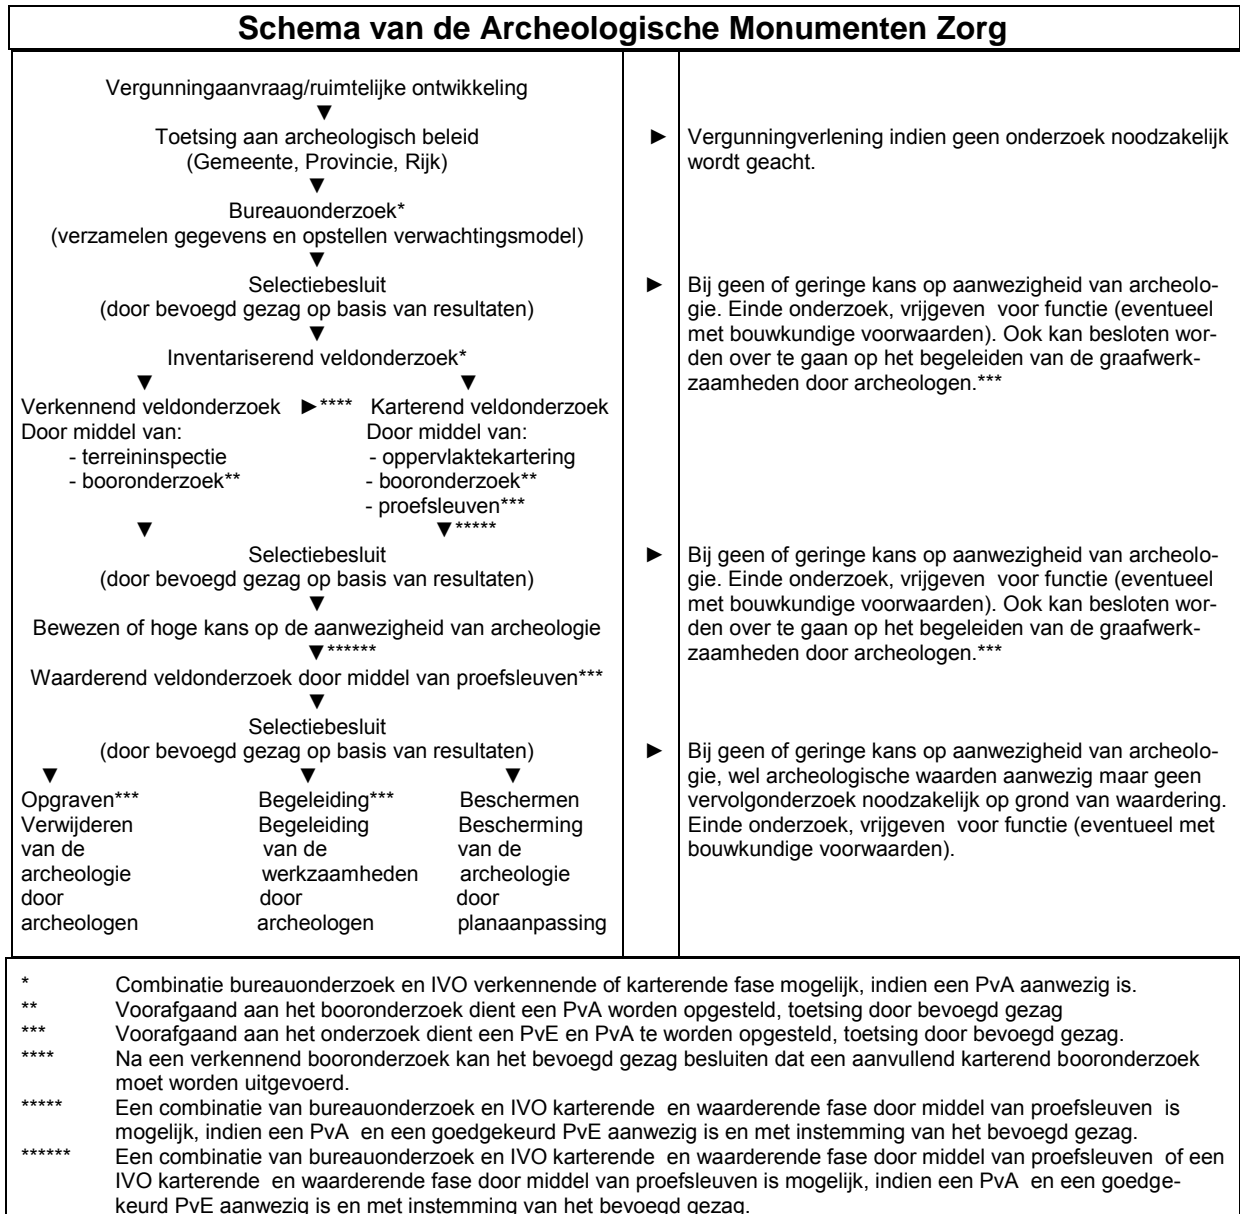 Schema van de Archeologische Monumenten Zorg
Vergunningaanvraag/ruimtelijke ontwikkeling
▼
Toetsing aan archeologisch beleid
(Gemeente, Provincie, Rijk)
► Vergunningverlening indien geen onderzoek noodzakelijk
wordt geacht.
▼
Bureauonderzoek*
(verzamelen gegevens en opstellen verwachtingsmodel)
▼
Selectiebesluit
(door bevoegd gezag op basis van resultaten)
► Bij geen of geringe kans op aanwezigheid van archeolo-
gie. Einde onderzoek, vrijgeven voor functie (eventueel
met bouwkundige voorwaarden). Ook kan besloten wor-
den over te gaan op het begeleiden van de graafwerk-
zaamheden door archeologen.***
▼
Inventariserend veldonderzoek*
▼ ▼
Verkennend veldonderzoek ►**** Karterend veldonderzoek
Door middel van: Door middel van:
- terreininspectie - oppervlaktekartering
- booronderzoek** - booronderzoek**
- proefsleuven***
▼ ▼*****
Selectiebesluit
(door bevoegd gezag op basis van resultaten)
► Bij geen of geringe kans op aanwezigheid van archeolo-
gie. Einde onderzoek, vrijgeven voor functie (eventueel
met bouwkundige voorwaarden). Ook kan besloten wor-
den over te gaan op het begeleiden van de graafwerk-
zaamheden door archeologen.***
▼
Bewezen of hoge kans op de aanwezigheid van archeologie
▼******
Waarderend veldonderzoek door middel van proefsleuven***
▼
Selectiebesluit
(door bevoegd gezag op basis van resultaten)
► Bij geen of geringe kans op aanwezigheid van archeolo-
gie, wel archeologische waarden aanwezig maar geen
vervolgonderzoek noodzakelijk op grond van waardering.
Einde onderzoek, vrijgeven voor functie (eventueel met
bouwkundige voorwaarden).
▼ ▼ ▼
Opgraven*** Begeleiding*** Beschermen
Verwijderen Begeleiding Bescherming
van de van de van de
archeologie werkzaamheden archeologie
door door door
archeologen archeologen planaanpassing
* Combinatie bureauonderzoek en IVO verkennende of karterende fase mogelijk, indien een PvA aanwezig is.
** Voorafgaand aan het booronderzoek dient een PvA worden opgesteld, toetsing door bevoegd gezag
*** Voorafgaand aan het onderzoek dient een PvE en PvA te worden opgesteld, toetsing door bevoegd gezag.
**** Na een verkennend booronderzoek kan het bevoegd gezag besluiten dat een aanvullend karterend booronderzoek
moet worden uitgevoerd.
***** Een combinatie van bureauonderzoek en IVO karterende en waarderende fase door middel van proefsleuven is
mogelijk, indien een PvA en een goedgekeurd PvE aanwezig is en met instemming van het bevoegd gezag.
****** Een combinatie van bureauonderzoek en IVO karterende en waarderende fase door middel van proefsleuven of een
IVO karterende en waarderende fase door middel van proefsleuven is mogelijk, indien een PvA en een goedge-
keurd PvE aanwezig is en met instemming van het bevoegd gezag.